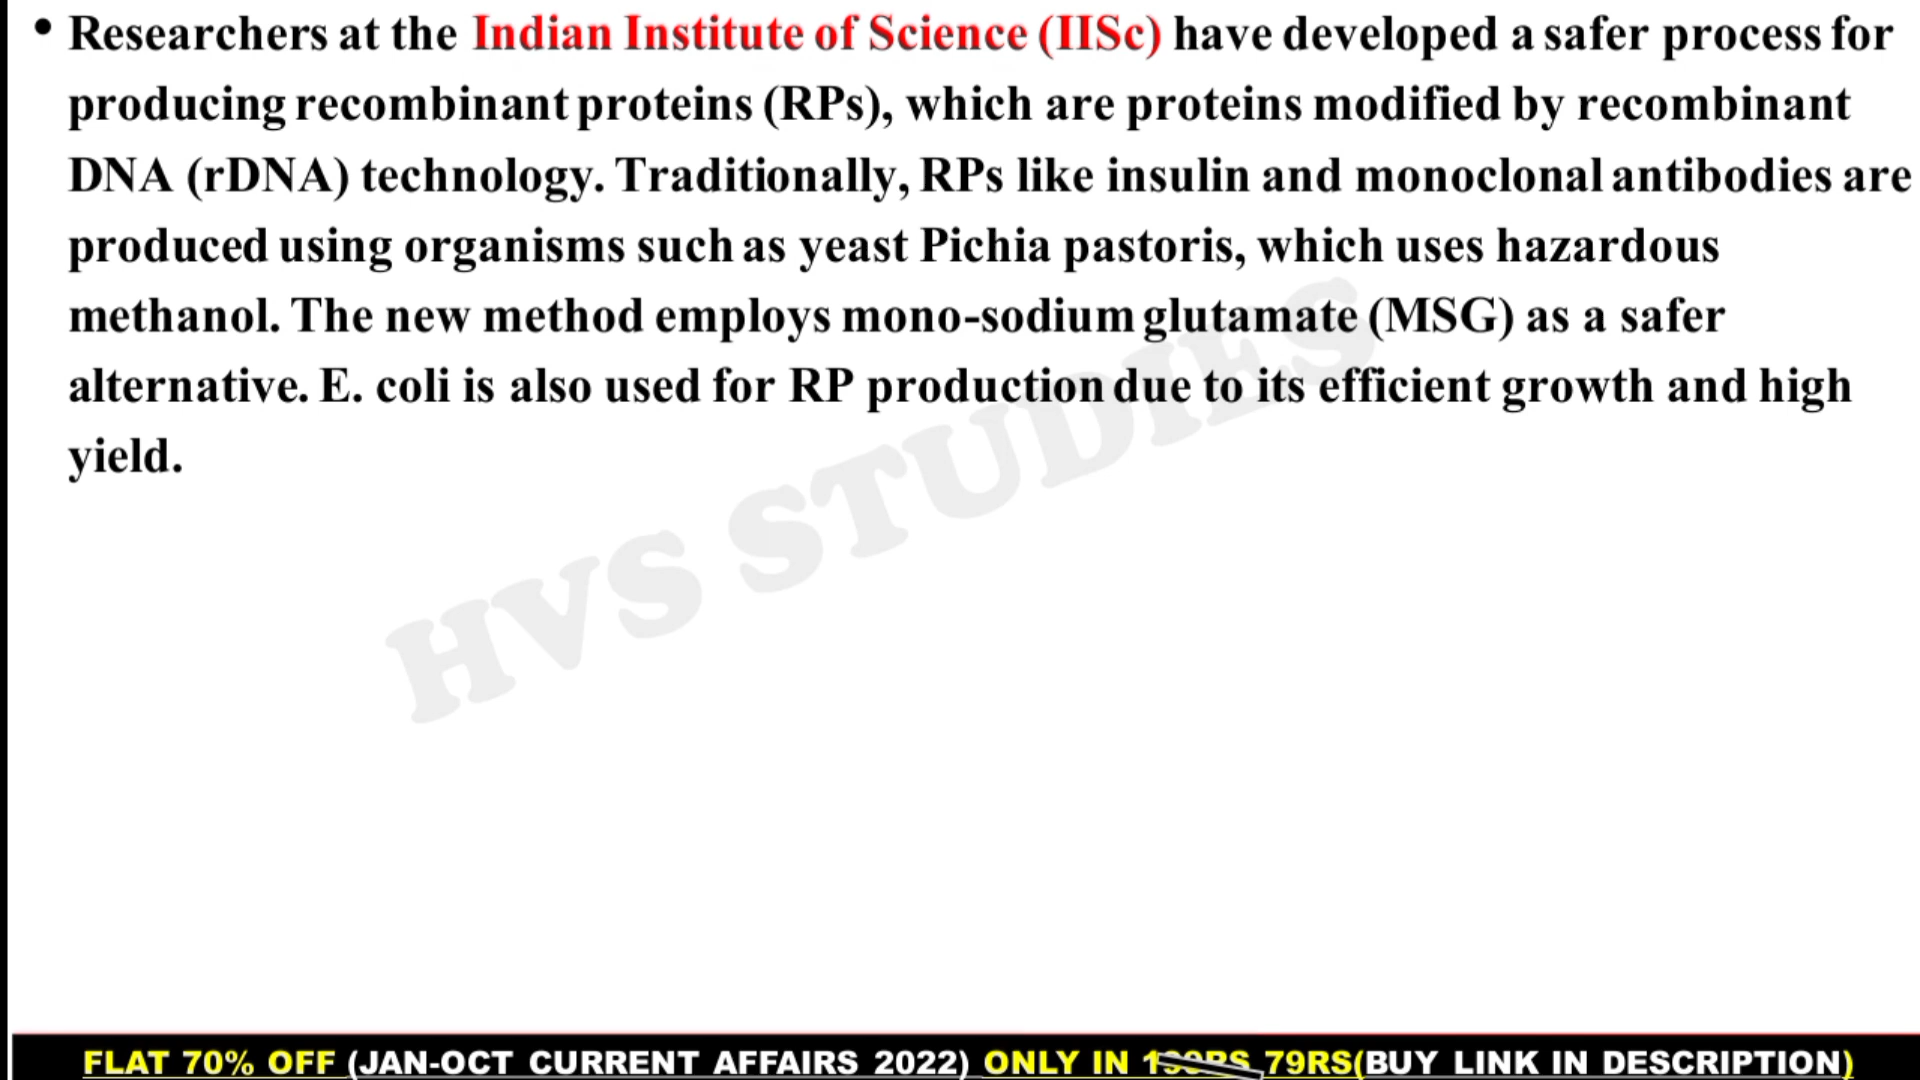 • Researchers at the Indian Institute of Science (IISc) have developed a safer process for
producing recombinant proteins (RPs), which are proteins modified by recombinant
DNA (rDNA) technology. Traditionally, RPs like insulin and monoclonal antibodies are
produced using organisms such as yeast Pichia pastoris, which uses hazardous
methanol. The new method employs mono-sodium glutamate (MSG) as a safer
alternative. E. coli is also used for RP production due to its efficient growth and high
yield.
HVS STUDIES
FLAT 70% OFF (JAN-OCT CURRENT AFFAIRS 2022) ONLY IN 79RS(BUY LINK IN DESCRIPTION)